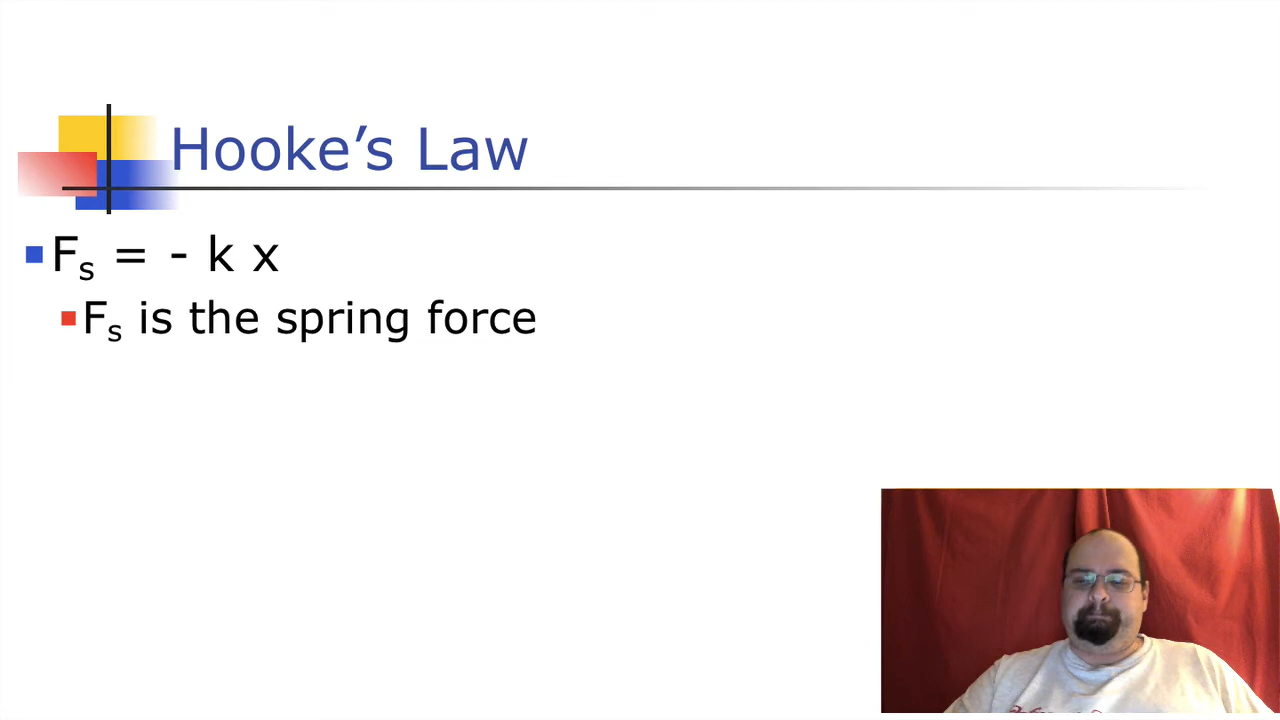 Hooke’s Law
Fs = - k x
Fs is the spring force